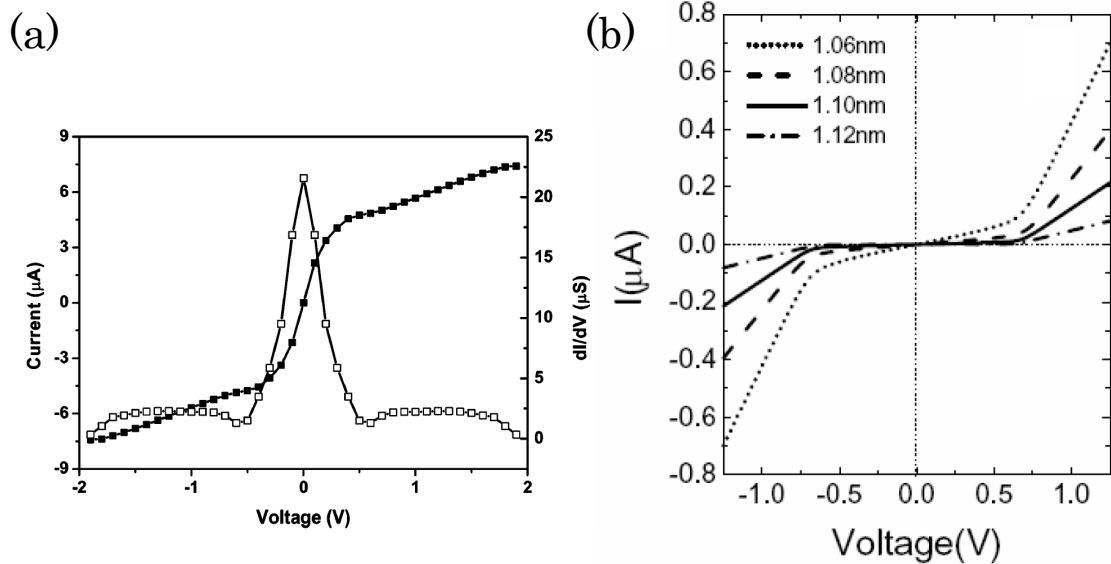 (a)
9
6
3
0
-3
-6
-9
Current (μA)
25
20
15
10
5
0
dI/dV (μS)
-2
-1
0
1
2
Voltage (V)
(b)
1.06nm
1.08nm
1.10nm
1.12nm
0.8
0.6
0.4
0.2
0.0
-0.2
-0.4
-0.6
-0.8
I(μA)
-1.0
-0.5
0.0
0.5
1.0
Voltage(V)